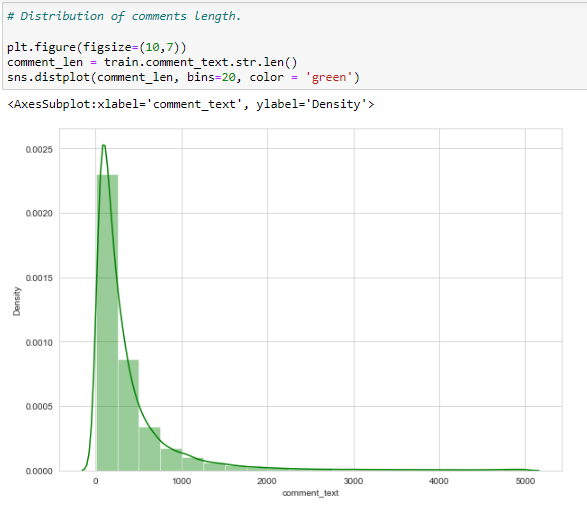 # Distribution of comments length.
plt.figure(figsize=(10,7))
comment_len = train.comment_text.str.len()
sns.distplot(comment_len, bins=20, color = 'green')
<AxesSubplot:xlabel='comment_text', ylabel='Density'>
0.0025
0.0020
0.0015
0.0010
0.0005
0.0000
Density
0 1000 2000 3000 4000 5000
comment_text